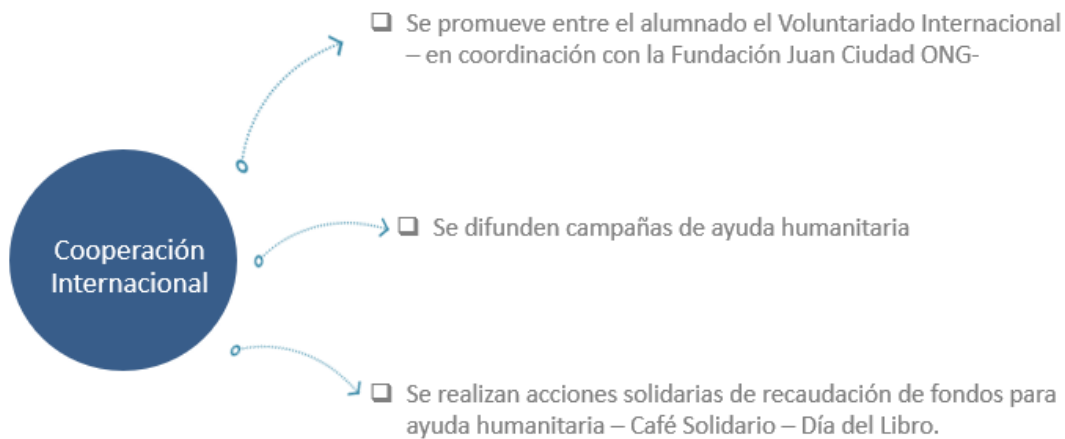 Se promueve entre el alumnado el Voluntariado Internacional
– en coordinación con la Fundación Juan Ciudad ONG-
Cooperación
Internacional
Se difunden campañas de ayuda humanitaria
Se realizan acciones solidarias de recaudación de fondos para
ayuda humanitaria – Café Solidario – Día del Libro.